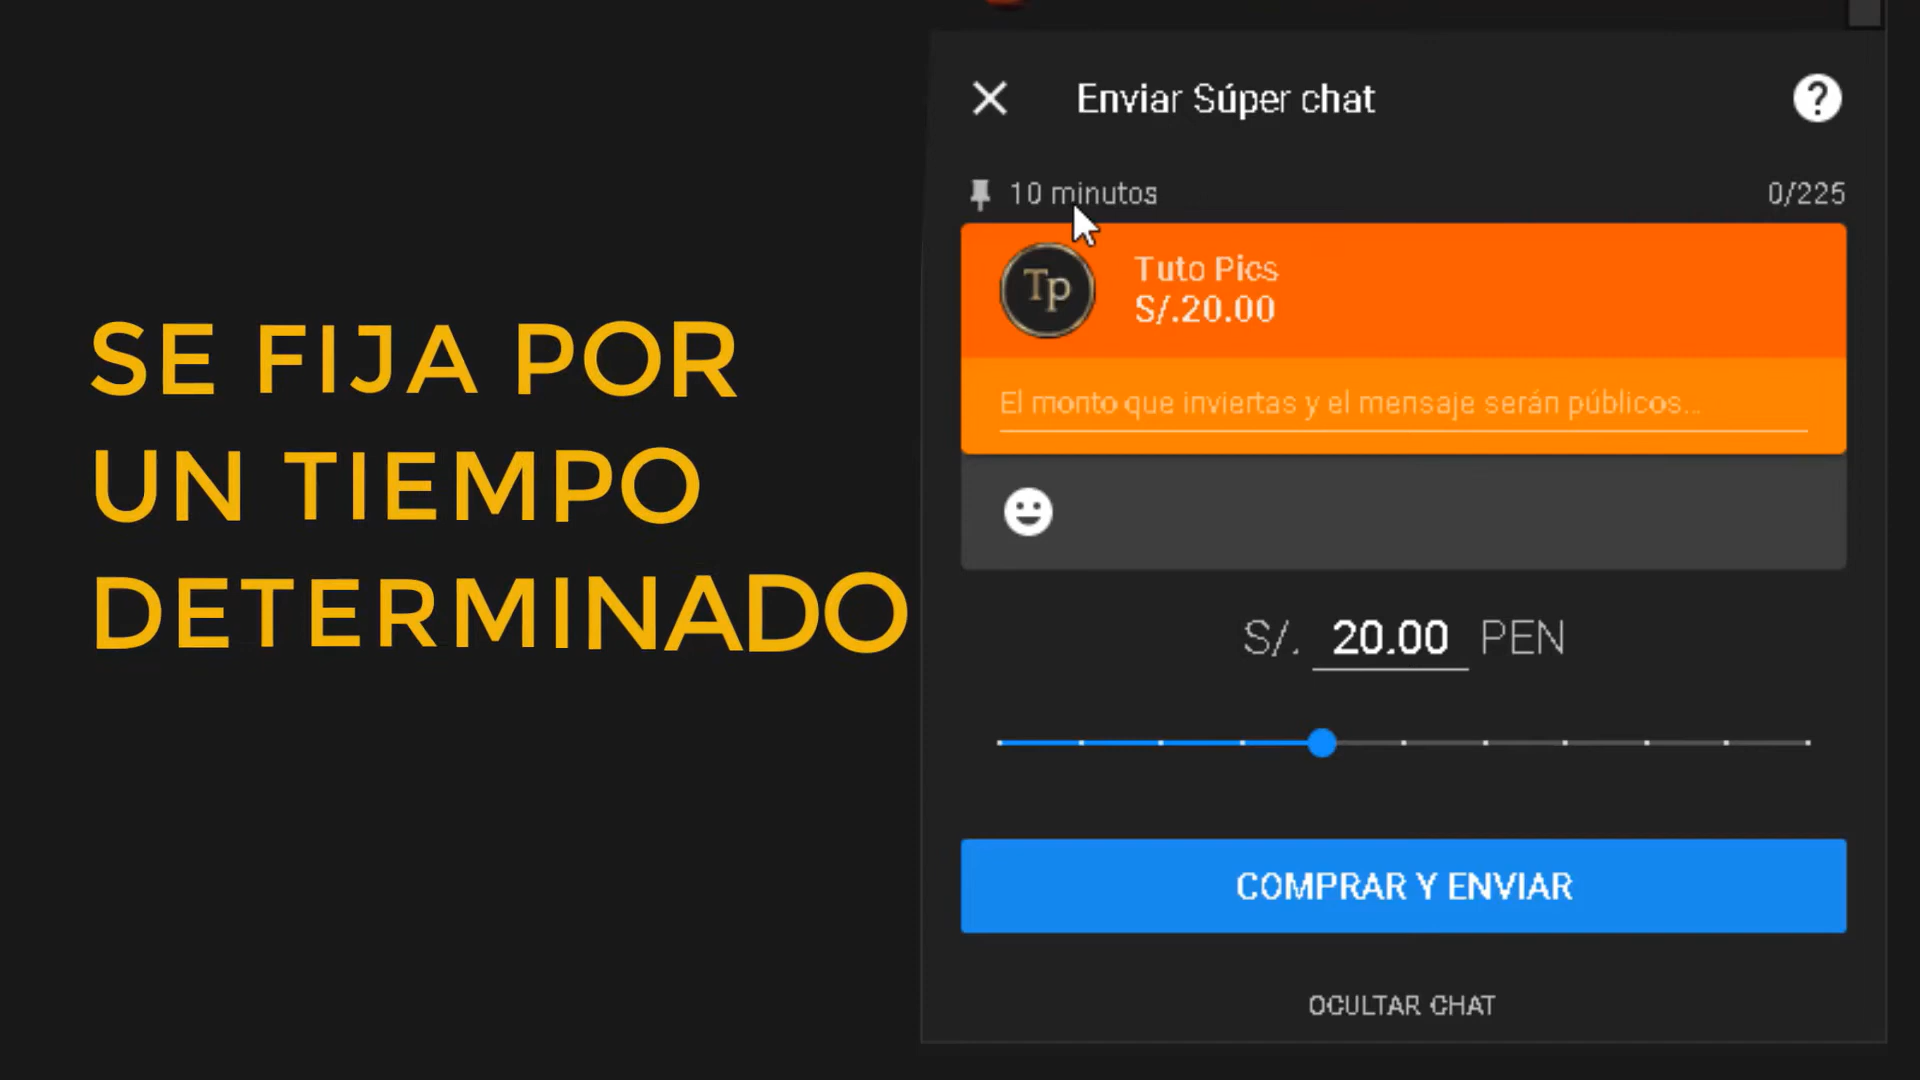 SE FIJA POR
UN TIEMPO
DETERMINADO
Enviar Súper chat
?
10 minutos 0/225
Tp
Tuto Pics
S/.20.00
El monto que inviertas y el mensaje serán públicos...
S/. 20.00 PEN
COMPRAR Y ENVIAR
OCULTAR CHAT